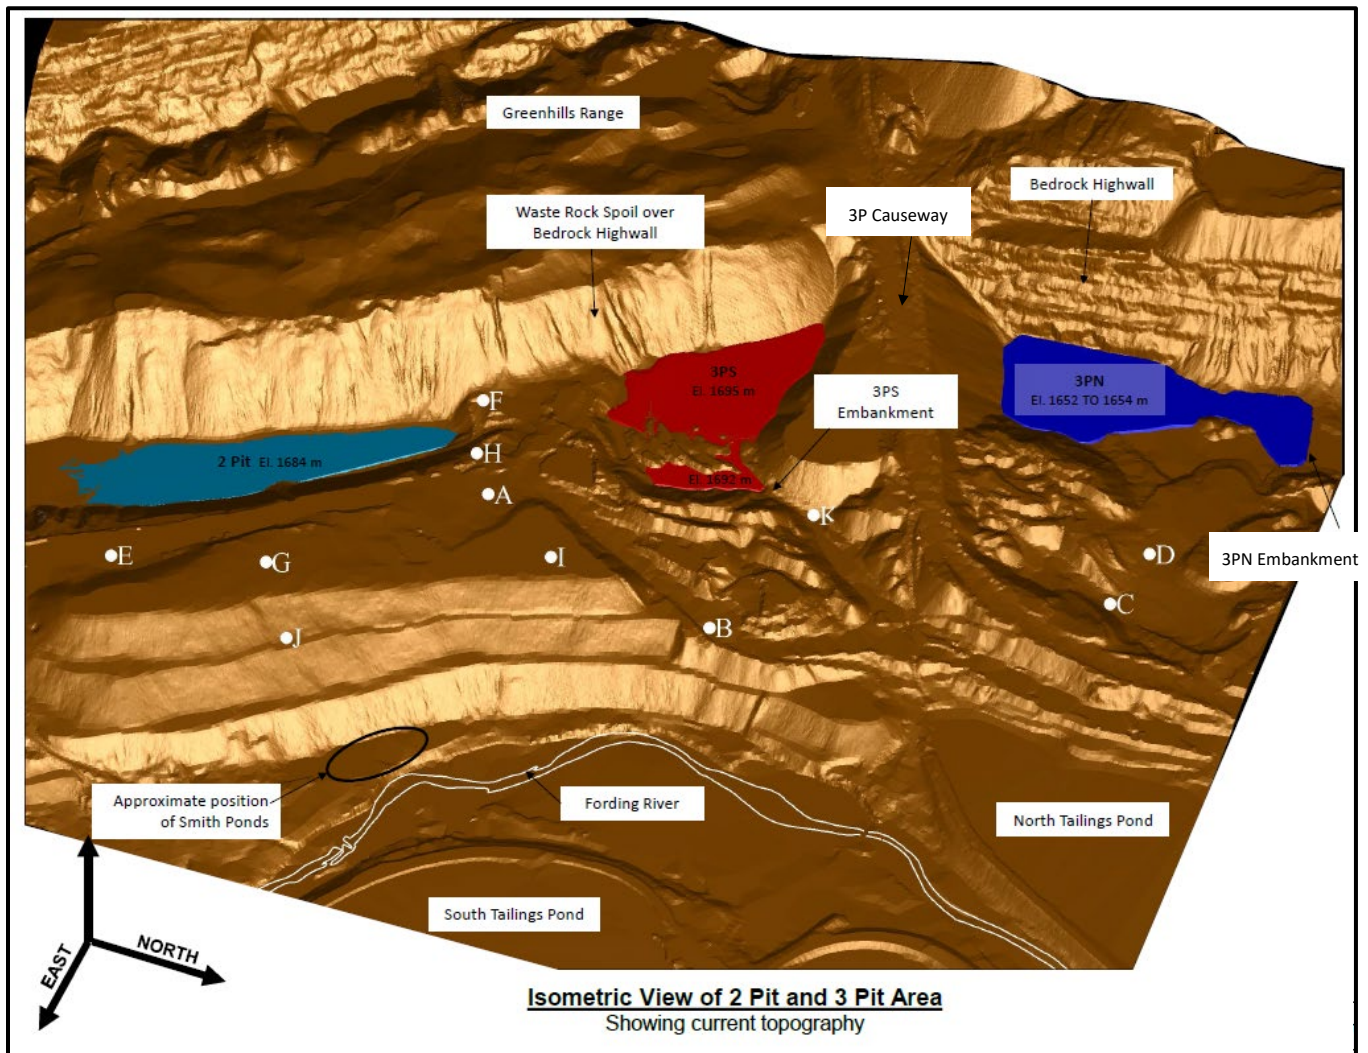 Greenhills Range
Bedrock Highwall
Waste Rock Spoil over
Bedrock Highwall
3P Causeway
3PS
El. 1695 m
3PN
El. 1652 TO 1654 m
3PS
Embankment
F
2 Pit El. 1684 m
H
El. 1692 m
A
K
E
G
I
D
3PN Embankment
C
B
J
Approximate position
of Smith Ponds
Fording River
North Tailings Pond
South Tailings Pond
NORTH
EAST
Isometric View of 2 Pit and 3 Pit Area
Showing current topography